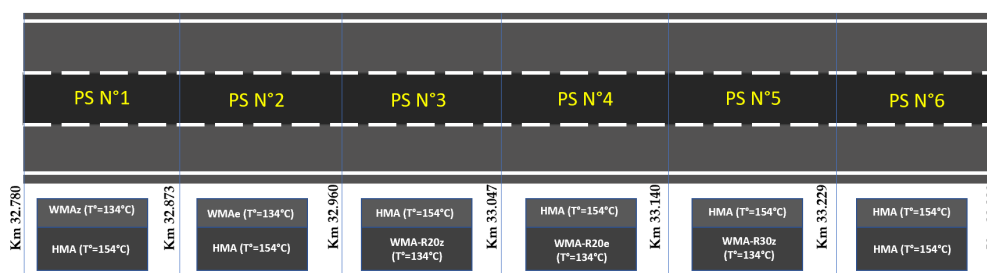 PS N°1
PS N°2
PS N°3
PS N°4
PS N°5
PS N°6
Km 32.780
Km 32.873
Km 32.960
Km 33.047
Km 33.140
Km 33.229
WMAz (T°=134°C)
HMA (T°=154°C)
WMAe (T°=134°C)
HMA (T°=154°C)
HMA (T°=154°C)
WMA-R20z
(T°=134°C)
HMA (T°=154°C)
WMA-R20e
(T°=134°C)
HMA (T°=154°C)
WMA-R30z
(T°=134°C)
HMA (T°=154°C)
HMA (T°=154°C)